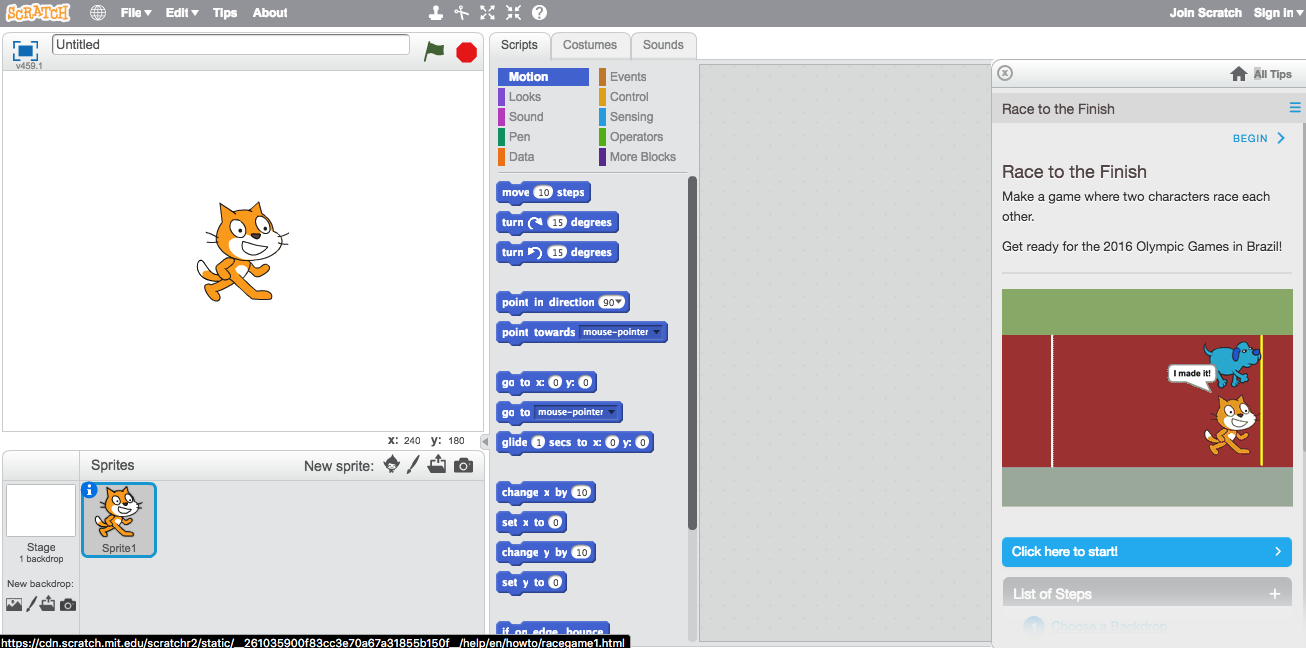 SCRATCH File Edit Tips About Join Scratch Sign in
v459.1 Untitled
Scripts Costumes Sounds
Motion Events
Looks Control
Sound Sensing
Pen Operators
Data More Blocks
move 10 steps
turn 15 degrees
turn 15 degrees
point in direction 90
point towards mouse-pointer
go to x: 0 y: 0
go to mouse-pointer
glide 1 secs to x: 0 y: 0
change x by 10
set x to 0
change y by 10
set y to 0
if on edge, bounce
x: 240 y: 180
Sprites New sprite:
Stage
1 backdrop
New backdrop:
i
Sprite1
All Tips
Race to the Finish
BEGIN
Race to the Finish
Make a game where two characters race each
other.
Get ready for the 2016 Olympic Games in Brazil!
I made it!
Click here to start!
List of Steps +
1 Choose a Backdrop
https://cdn.scratch.mit.edu/scratchr2/static/__261035900f83cc3e70a67a31855b150f__/help/en/howto/racegame1.html